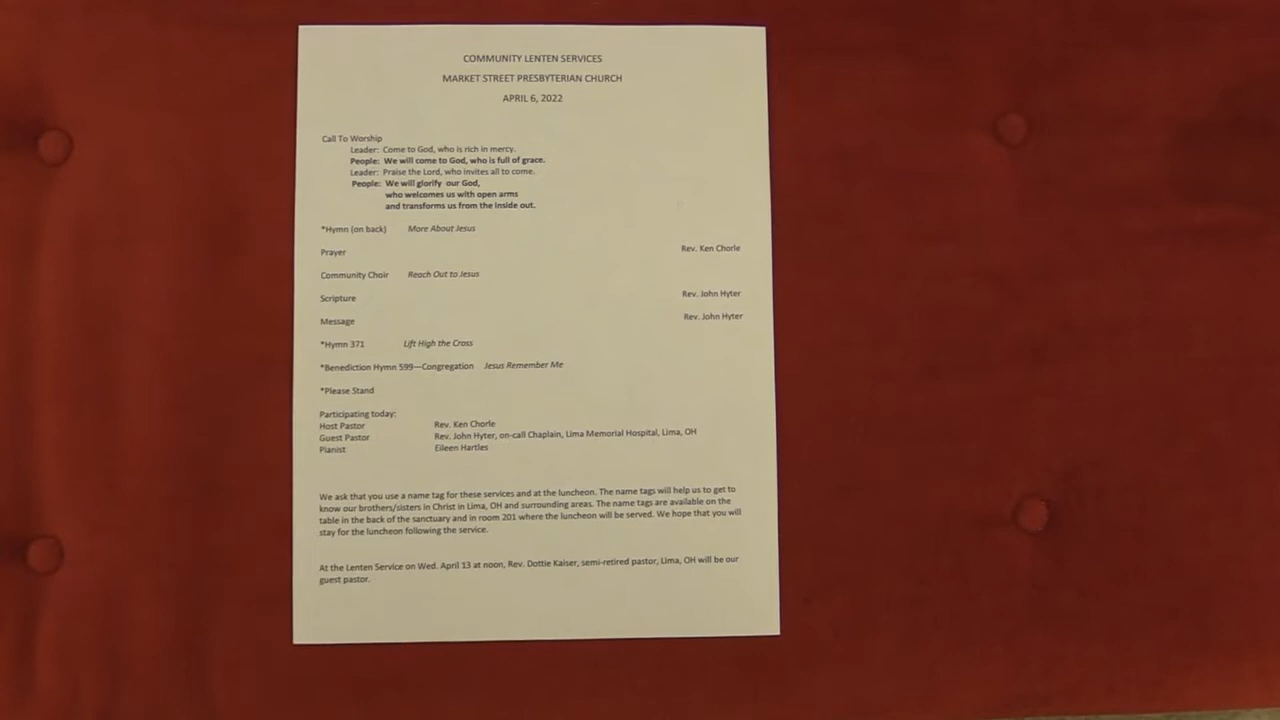 COMMUNITY LENTEN SERVICES
MARKET STREET PRESBYTERIAN CHURCH
APRIL 6, 2022
Call To Worship
Leader: Come to God, who is rich in mercy.
People: We will come to God, who is full of grace.
Leader: Praise the Lord, who invites all to come.
People: We will glorify our God,
who welcomes us with open arms
and transforms us from the inside out.
*Hymn (on back) More About Jesus
Prayer Rev. Ken Chorle
Community Choir Reach Out to Jesus
Scripture Rev. John Hyter
Message Rev. John Hyter
*Hymn 371 Lift High the Cross
*Benediction Hymn 599—Congregation Jesus Remember Me
*Please Stand
Participating today:
Host Pastor Rev. Ken Chorle
Guest Pastor Rev. John Hyter, on-call Chaplain, Lima Memorial Hospital, Lima, OH
Pianist Eileen Hartles
We ask that you use a name tag for these services and at the luncheon. The name tags will help us to get to
know our brothers/sisters in Christ in Lima, OH and surrounding areas. The name tags are available on the
table in the back of the sanctuary and in room 201 where the luncheon will be served. We hope that you will
stay for the luncheon following the service.
At the Lenten Service on Wed. April 13 at noon, Rev. Dottie Kaiser, semi-retired pastor, Lima, OH will be our
guest pastor.